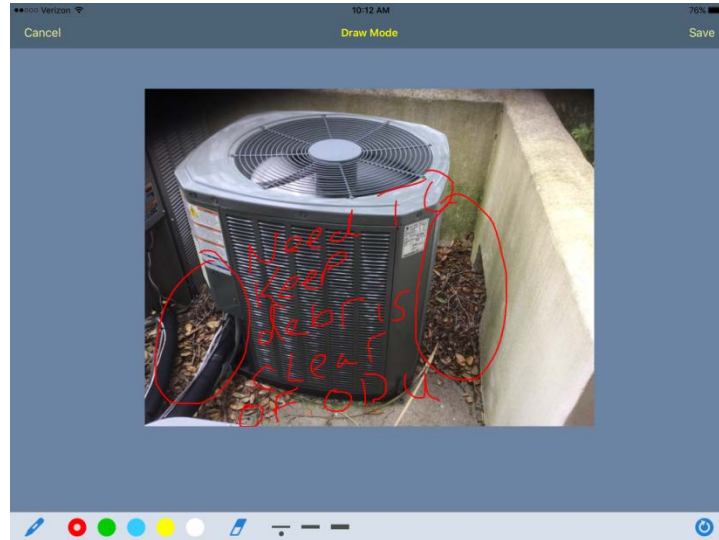 Verizon 10:12 AM 76%
Cancel Draw Mode Save
Need To
Keep
debris
clear
of ODU